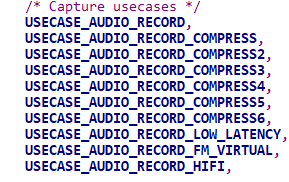 /* Capture usecases */
USECASE_AUDIO_RECORD,
USECASE_AUDIO_RECORD_COMPRESS,
USECASE_AUDIO_RECORD_COMPRESS2,
USECASE_AUDIO_RECORD_COMPRESS3,
USECASE_AUDIO_RECORD_COMPRESS4,
USECASE_AUDIO_RECORD_COMPRESS5,
USECASE_AUDIO_RECORD_COMPRESS6,
USECASE_AUDIO_RECORD_LOW_LATENCY,
USECASE_AUDIO_RECORD_FM_VIRTUAL,
USECASE_AUDIO_RECORD_HIFI,